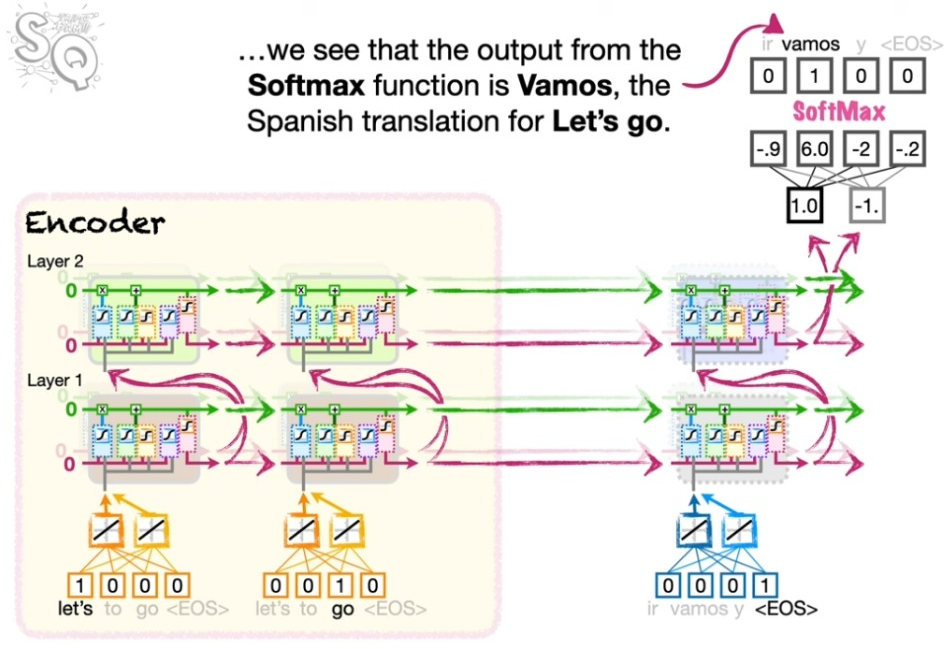 SQ
...we see that the output from the
Softmax function is Vamos, the
Spanish translation for Let's go.
ir vamos y <EOS>
0 1 0 0
SoftMax
-.9 6.0 -2 -.2
1.0 -1.
Encoder
Layer 2
0 0
0 0
Layer 1
0 0
0 0
1 0 0 0
let's to go <EOS>
0 0 1 0
let's to go <EOS>
0 0 0 1
ir vamos y <EOS>